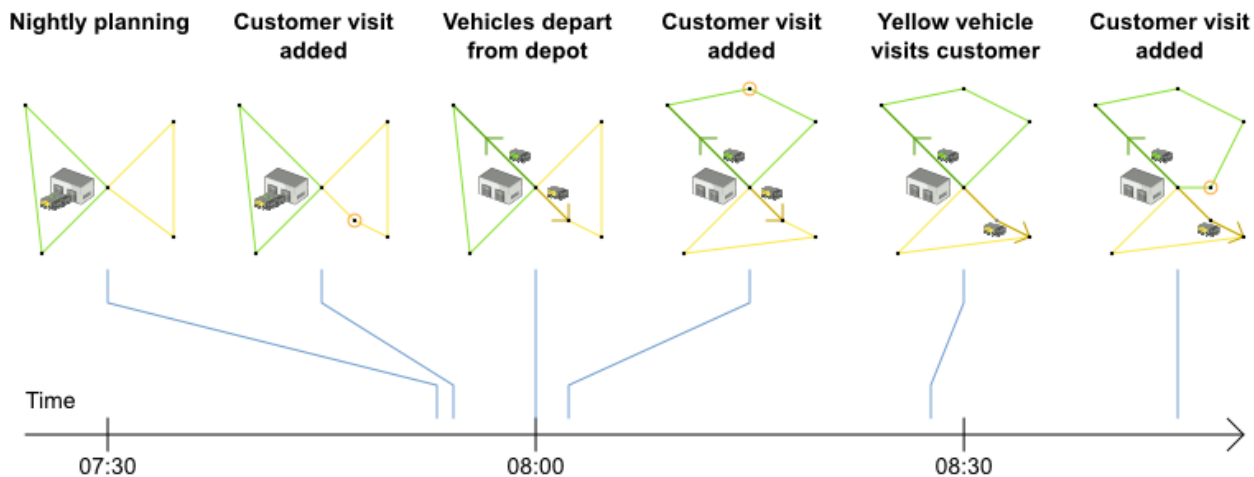 Nightly planning
Customer visit
added
Vehicles depart
from depot
Customer visit
added
Yellow vehicle
visits customer
Customer visit
added
Time
07:30
08:00
08:30